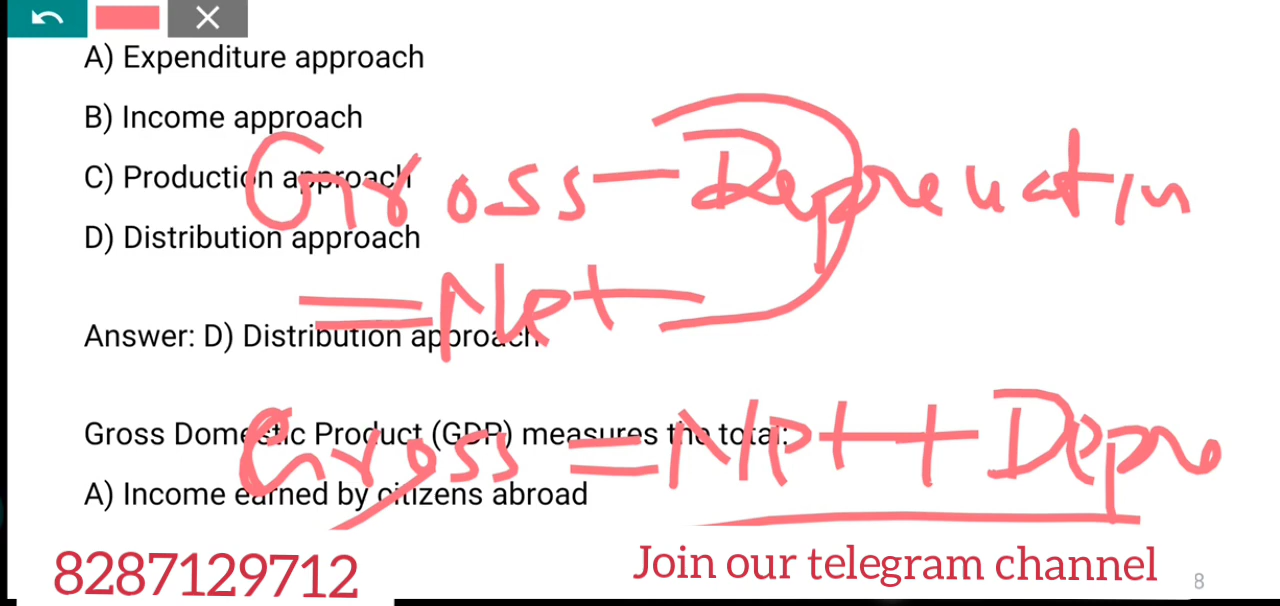 A) Expenditure approach
B) Income approach
C) Production approach
D) Distribution approach
Gross - Depreciation
= Net
Answer: D) Distribution approach
Gross Domestic Product (GDP) measures the total:
Gross = Net + Depre
A) Income earned by citizens abroad
8287129712
Join our telegram channel
8